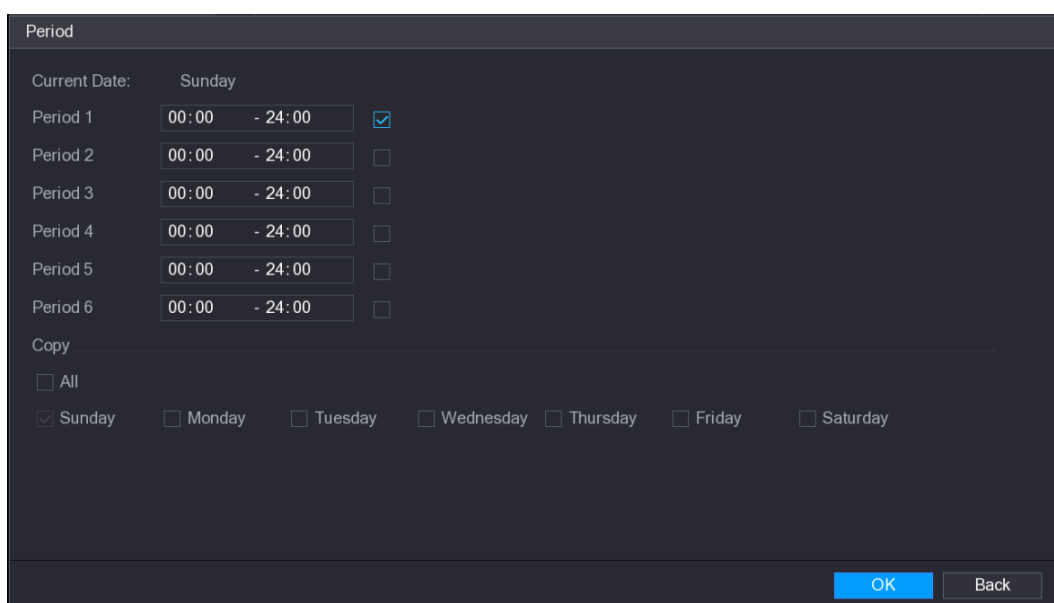 Period
Current Date: Sunday
Period 1 00:00 - 24:00
Period 2 00:00 - 24:00
Period 3 00:00 - 24:00
Period 4 00:00 - 24:00
Period 5 00:00 - 24:00
Period 6 00:00 - 24:00
Copy
All
Sunday Monday Tuesday Wednesday Thursday Friday Saturday
OK Back